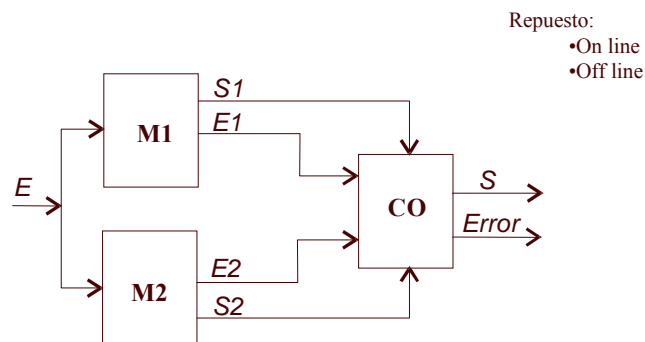 Repuesto:
•On line
•Off line
S1
M1
E1
E
S
CO
Error
E2
M2
S2